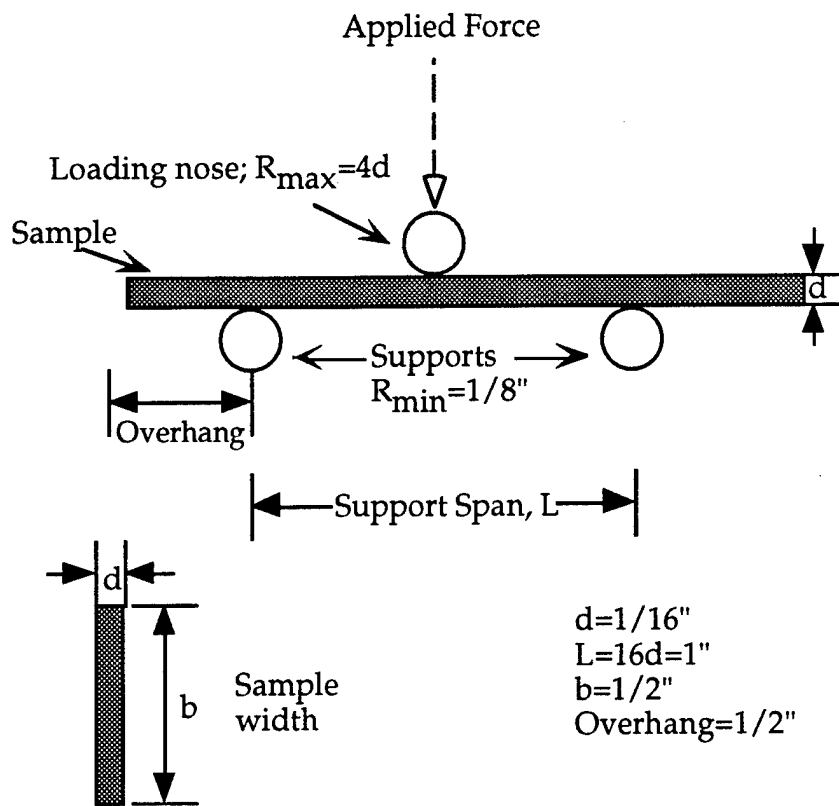 Applied Force
Loading nose; Rmax=4d
Sample
d
Supports
Rmin=1/8"
Overhang
Support Span, L
d
b
Sample
width
d=1/16"
L=16d=1"
b=1/2"
Overhang=1/2"